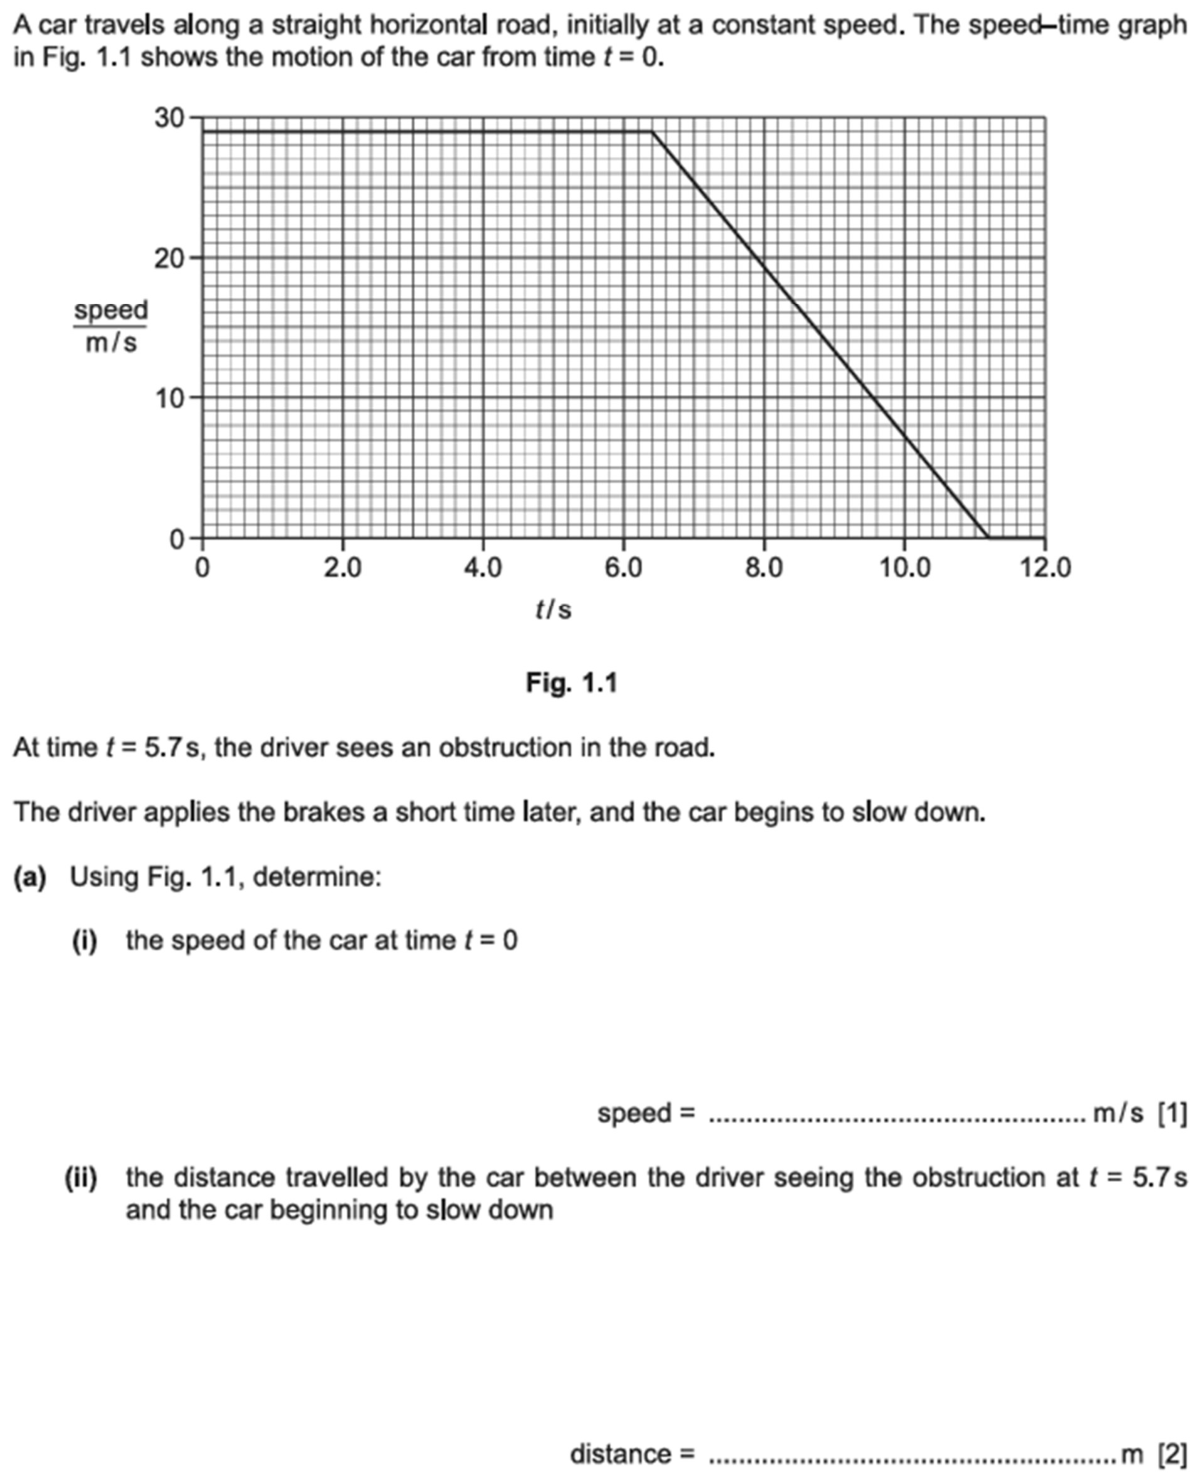 A car travels along a straight horizontal road, initially at a constant speed. The speed–time graph
in Fig. 1.1 shows the motion of the car from time t = 0.
30
20
speed
m/s
10
0
0 2.0 4.0 6.0 8.0 10.0 12.0
t/s
Fig. 1.1
At time t = 5.7 s, the driver sees an obstruction in the road.
The driver applies the brakes a short time later, and the car begins to slow down.
(a) Using Fig. 1.1, determine:
(i) the speed of the car at time t = 0
speed = .................................................. m/s [1]
(ii) the distance travelled by the car between the driver seeing the obstruction at t = 5.7 s
and the car beginning to slow down
distance = ...................................................... m [2]